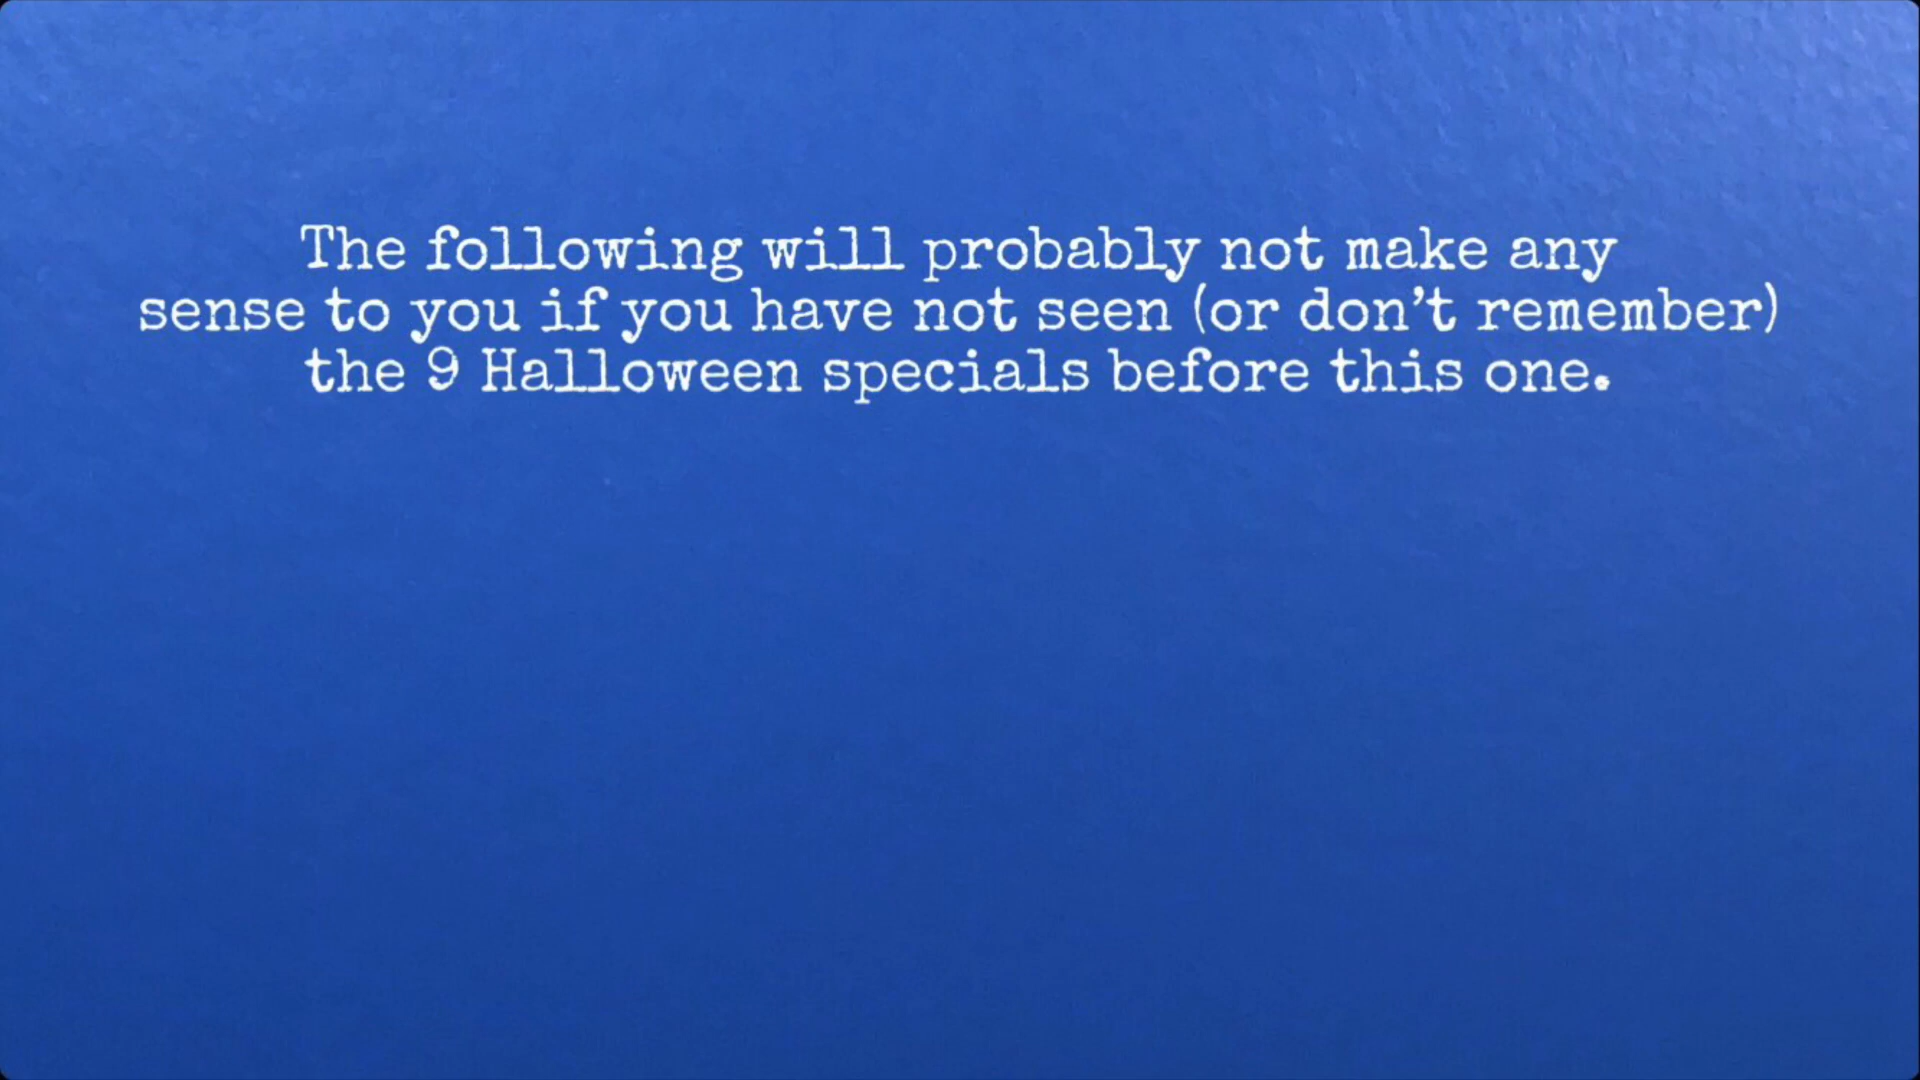 The following will probably not make any
sense to you if you have not seen (or don’t remember)
the 9 Halloween specials before this one.